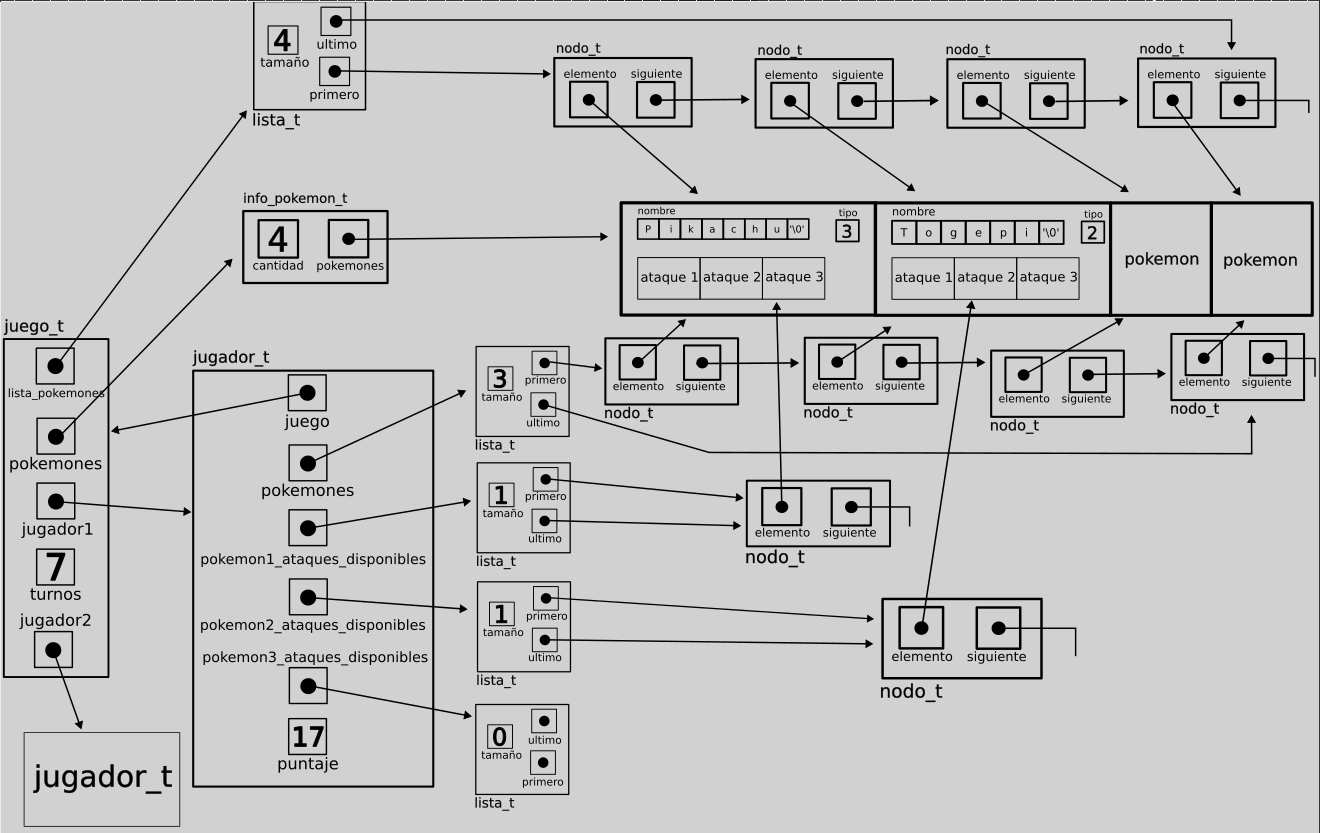 4
tamaño
ultimo
primero
lista_t
nodo_t
elemento siguiente
nodo_t
elemento siguiente
nodo_t
elemento siguiente
nodo_t
elemento siguiente
info_pokemon_t
4
cantidad pokemones
nombre
P i k a c h u '\0'
tipo
3
ataque 1 ataque 2 ataque 3
nombre
T o g e p i '\0'
tipo
2
ataque 1 ataque 2 ataque 3
pokemon
pokemon
juego_t
lista_pokemones
pokemones
jugador1
7
turnos
jugador2
jugador_t
jugador_t
juego
pokemones
pokemon1_ataques_disponibles
pokemon2_ataques_disponibles
pokemon3_ataques_disponibles
17
puntaje
3
tamaño
primero
ultimo
lista_t
elemento siguiente
nodo_t
elemento siguiente
nodo_t
elemento siguiente
nodo_t
elemento siguiente
nodo_t
1
tamaño
primero
ultimo
lista_t
elemento siguiente
nodo_t
1
tamaño
primero
ultimo
lista_t
elemento siguiente
nodo_t
0
tamaño
ultimo
primero
lista_t